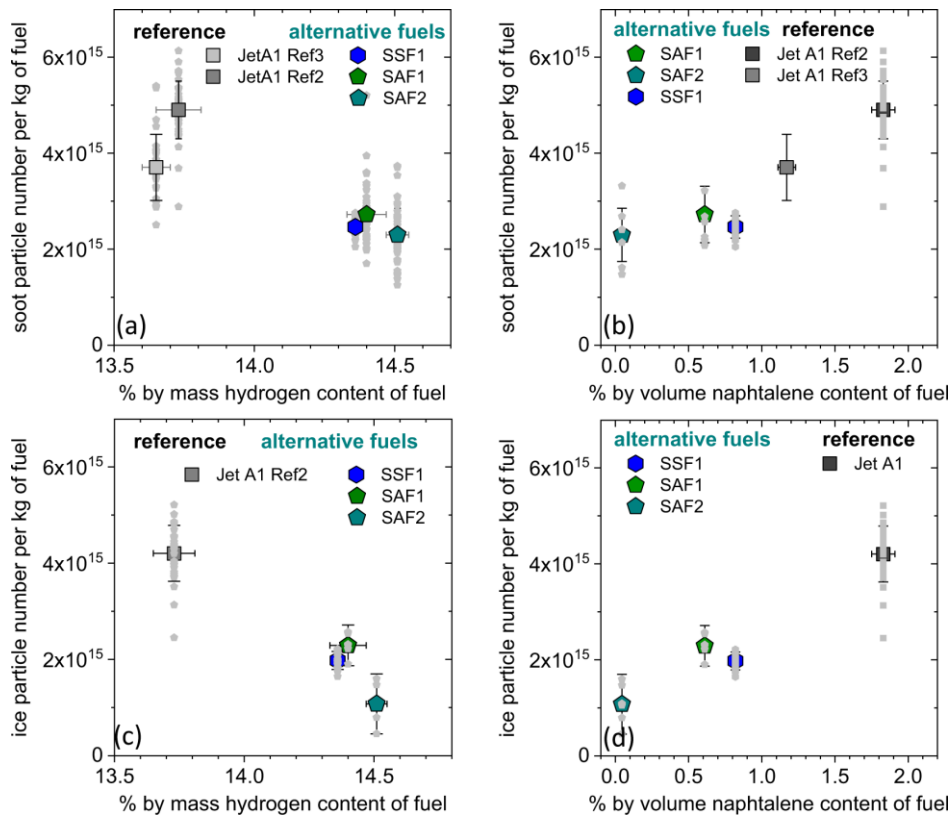 reference
alternative fuels
JetA1 Ref3
JetA1 Ref2
SSF1
SAF1
SAF2
6x10^15
4x10^15
2x10^15
0
soot particle number per kg of fuel
(a)
13.5
14.0
14.5
% by mass hydrogen content of fuel
alternative fuels
reference
SAF1
SAF2
SSF1
Jet A1 Ref2
Jet A1 Ref3
6x10^15
4x10^15
2x10^15
0
soot particle number per kg of fuel
(b)
0.0
0.5
1.0
1.5
2.0
% by volume naphtalene content of fuel
reference
alternative fuels
Jet A1 Ref2
SSF1
SAF1
SAF2
6x10^15
4x10^15
2x10^15
0
ice particle number per kg of fuel
(c)
13.5
14.0
14.5
% by mass hydrogen content of fuel
alternative fuels
reference
SSF1
SAF1
SAF2
Jet A1
6x10^15
4x10^15
2x10^15
0
ice particle number per kg of fuel
(d)
0.0
0.5
1.0
1.5
2.0
% by volume naphtalene content of fuel